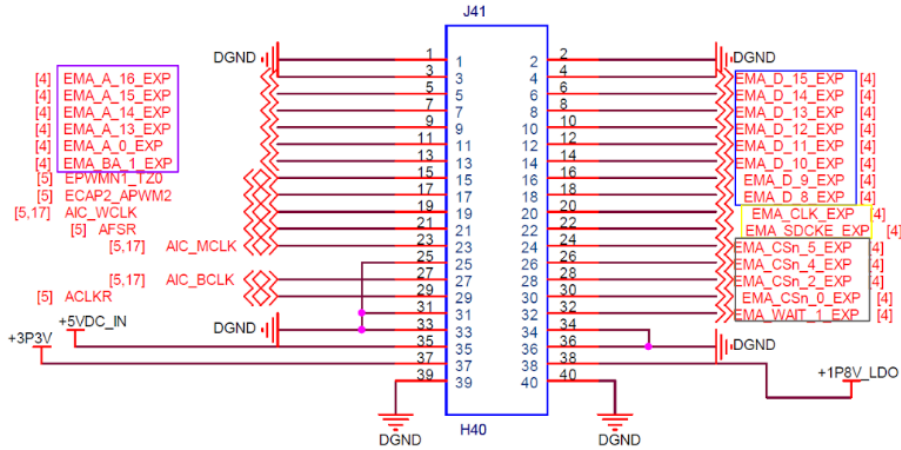 J41
DGND 1 1 2 2 DGND
3 3 4 4
[4] EMA_A_16_EXP 5 5 6 6 EMA_D_15_EXP [4]
[4] EMA_A_15_EXP 7 7 8 8 EMA_D_14_EXP [4]
[4] EMA_A_14_EXP 9 9 10 10 EMA_D_13_EXP [4]
[4] EMA_A_13_EXP 11 11 12 12 EMA_D_12_EXP [4]
[4] EMA_A_0_EXP 13 13 14 14 EMA_D_11_EXP [4]
[4] EMA_BA_1_EXP 15 15 16 16 EMA_D_10_EXP [4]
[5] EPWMN1_TZ0 17 17 18 18 EMA_D_9_EXP [4]
[5] ECAP2_APWM2 19 19 20 20 EMA_D_8_EXP [4]
[5,17] AIC_WCLK 21 21 22 22 EMA_CLK_EXP [4]
[5] AFSR 23 23 24 24 EMA_SDCKE_EXP [4]
[5,17] AIC_MCLK 25 25 26 26 EMA_CSn_5_EXP [4]
EMA_CSn_4_EXP [4]
[5,17] AIC_BCLK 27 27 28 28 EMA_CSn_2_EXP [4]
[5] ACLKR 29 29 30 30 EMA_CSn_0_EXP [4]
31 31 32 32 EMA_WAIT_1_EXP [4]
+5VDC_IN DGND 33 33 34 34
+3P3V 35 35 36 36 DGND
37 37 38 38 +1P8V_LDO
39 39 40 40
DGND H40 DGND